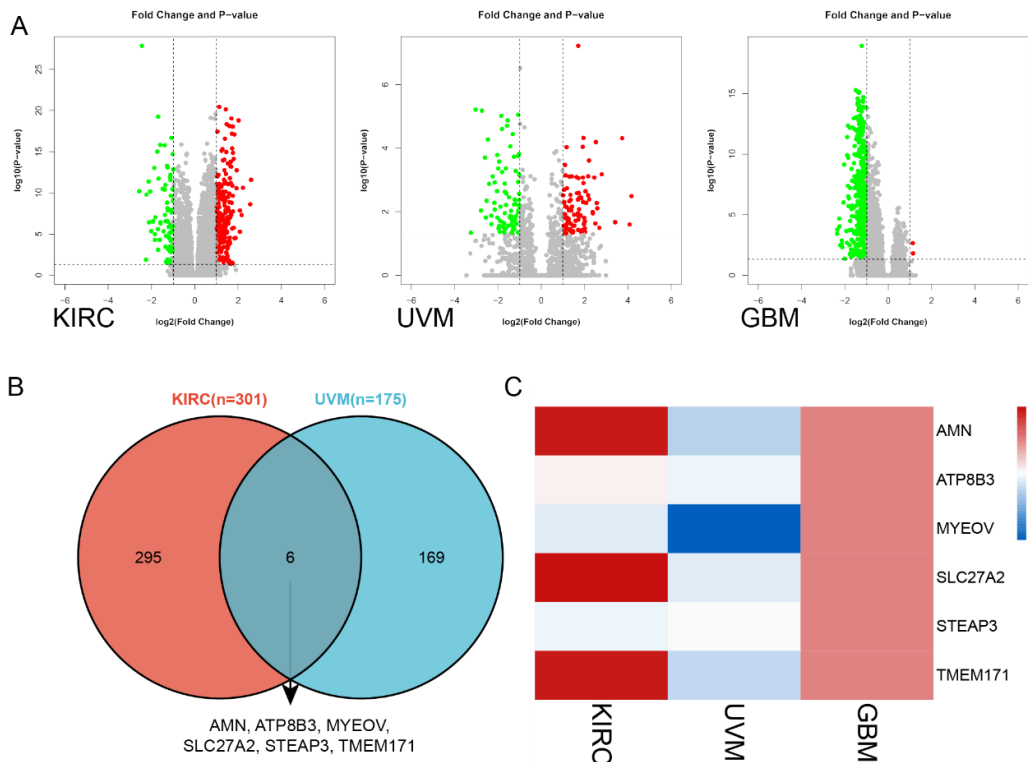 A
Fold Change and P−value
log10(P−value)
25
20
15
10
5
0
−6
−4
−2
0
2
4
6
KIRC
log2(Fold Change)
Fold Change and P−value
log10(P−value)
6
4
2
0
−6
−4
−2
0
2
4
6
UVM
log2(Fold Change)
Fold Change and P−value
log10(P−value)
15
10
5
0
−6
−4
−2
0
2
4
6
GBM
log2(Fold Change)
B
KIRC(n=301)
UVM(n=175)
295
6
169
AMN, ATP8B3, MYEOV,
SLC27A2, STEAP3, TMEM171
C
AMN
ATP8B3
MYEOV
SLC27A2
STEAP3
TMEM171
KIRC
UVM
GBM